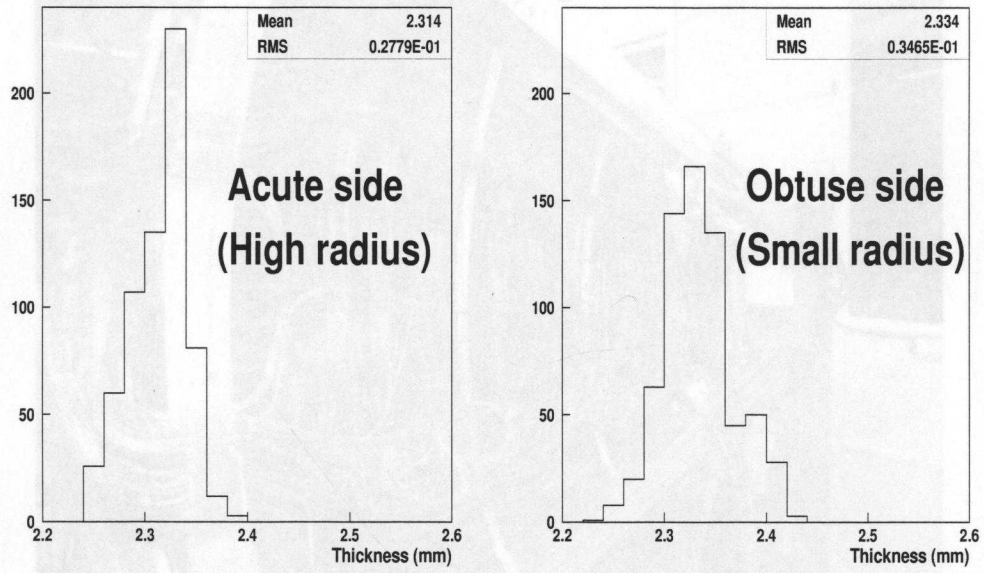 Mean 2.314
RMS 0.2779E-01
200
150
100
50
0
Acute side
(High radius)
2.2 2.3 2.4 2.5 2.6
Thickness (mm)
Mean 2.334
RMS 0.3465E-01
200
150
100
50
0
Obtuse side
(Small radius)
2.2 2.3 2.4 2.5 2.6
Thickness (mm)